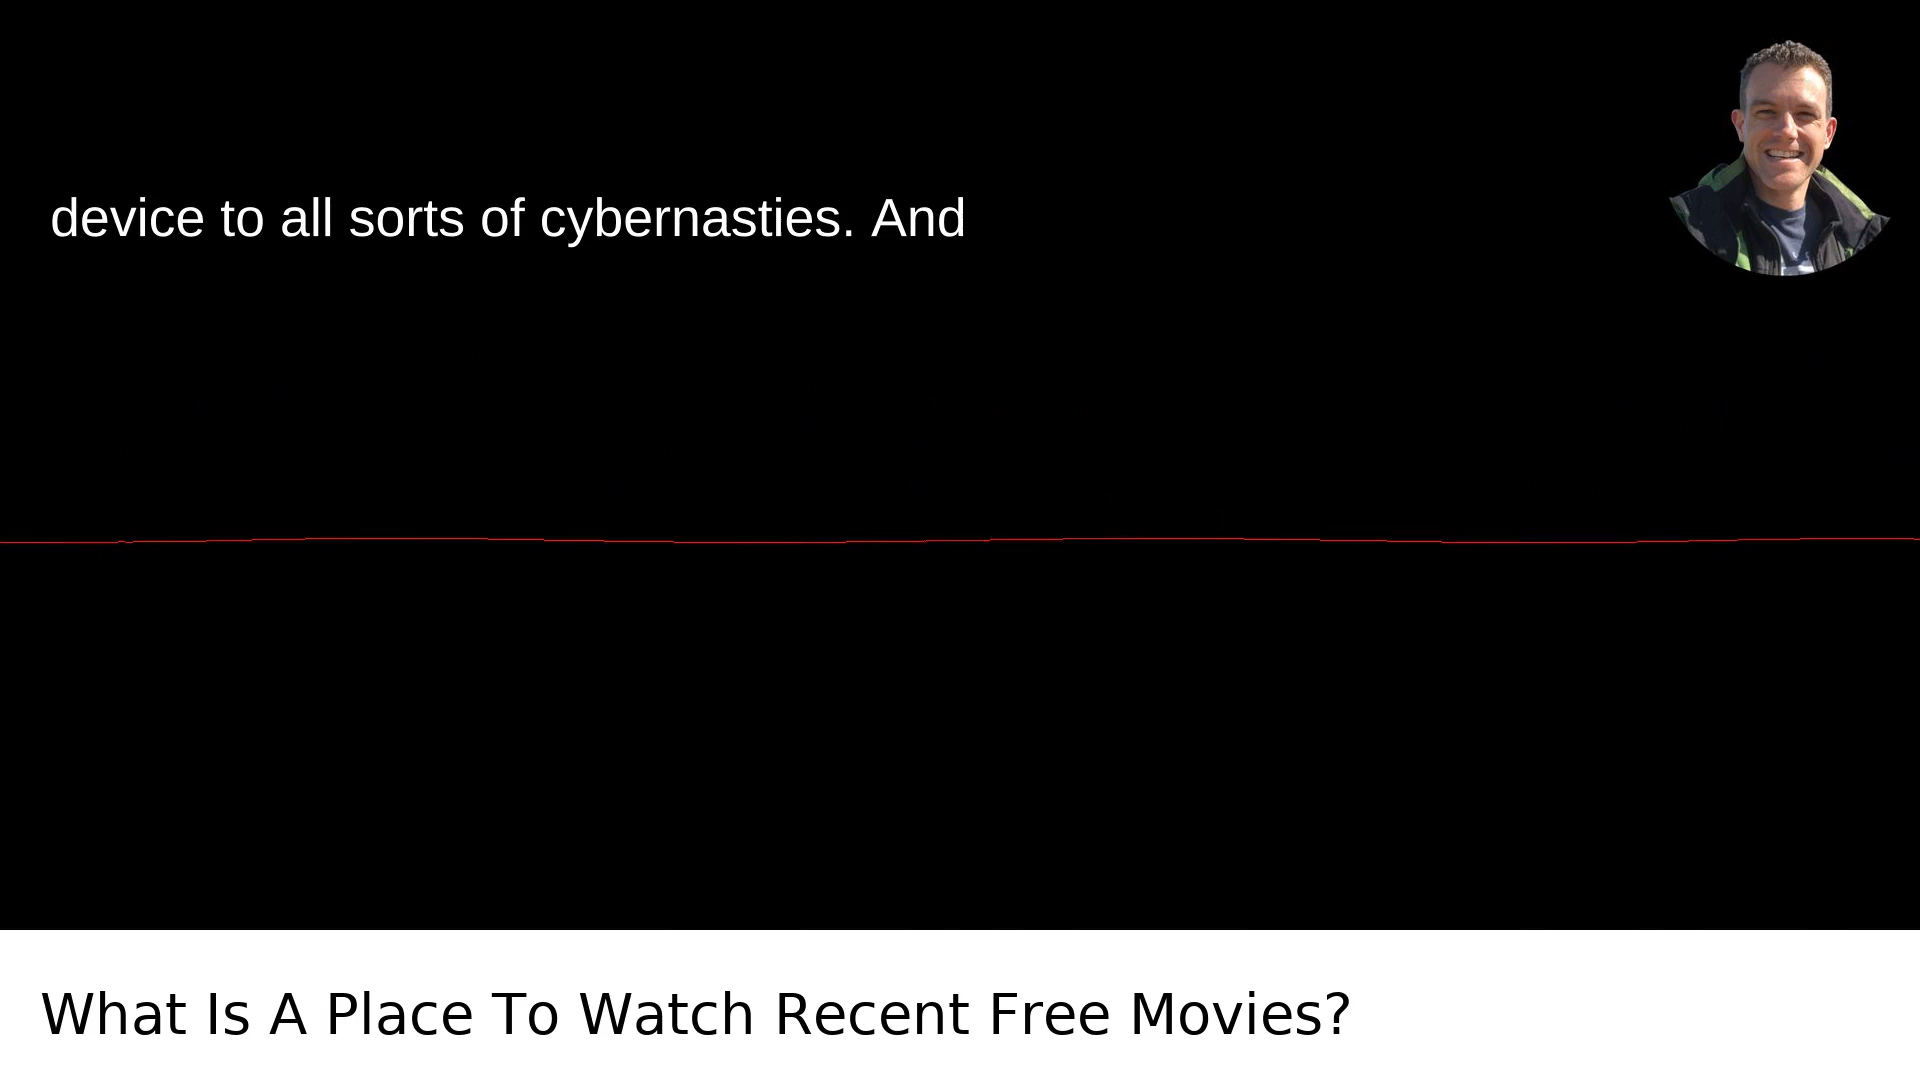 device to all sorts of cybernasties. And
What Is A Place To Watch Recent Free Movies?